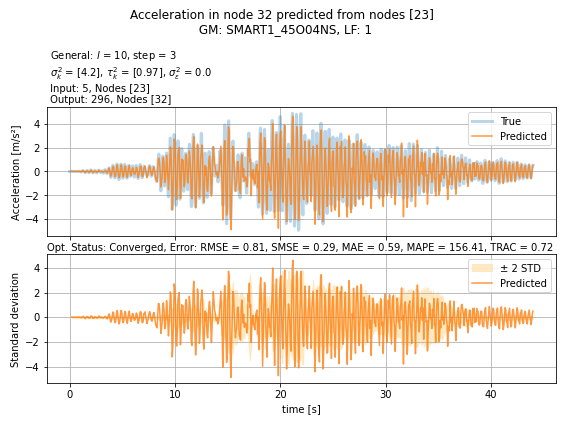 Acceleration in node 32 predicted from nodes [23]
GM: SMART1_45O04NS, LF: 1
General: l = 10, step = 3
σ²ₖ = [4.2], τ²ₖ = [0.97], σ²ε = 0.0
Input: 5, Nodes [23]
Output: 296, Nodes [32]
Acceleration [m/s²]
4
2
0
−2
−4
True
Predicted
Opt. Status: Converged, Error: RMSE = 0.81, SMSE = 0.29, MAE = 0.59, MAPE = 156.41, TRAC = 0.72
Standard deviation
4
2
0
−2
−4
± 2 STD
Predicted
0
10
20
30
40
time [s]